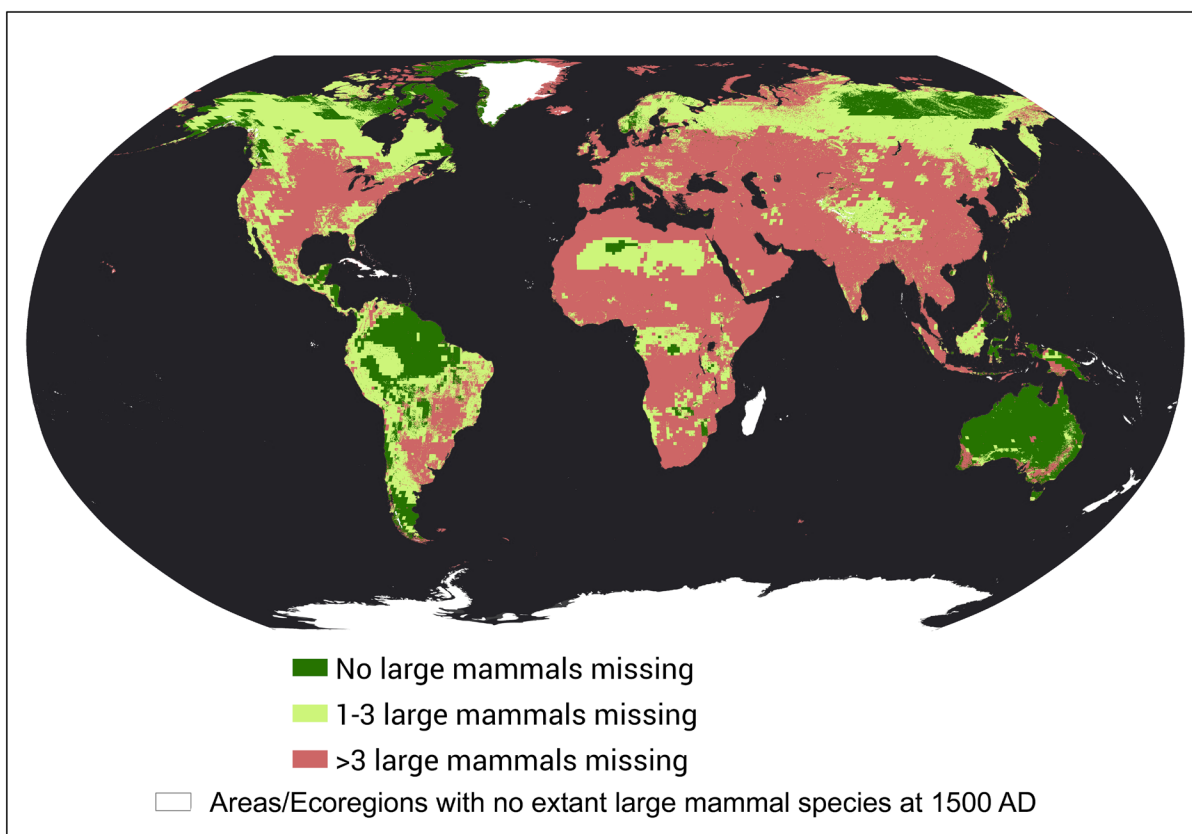 No large mammals missing
1-3 large mammals missing
>3 large mammals missing
Areas/Ecoregions with no extant large mammal species at 1500 AD